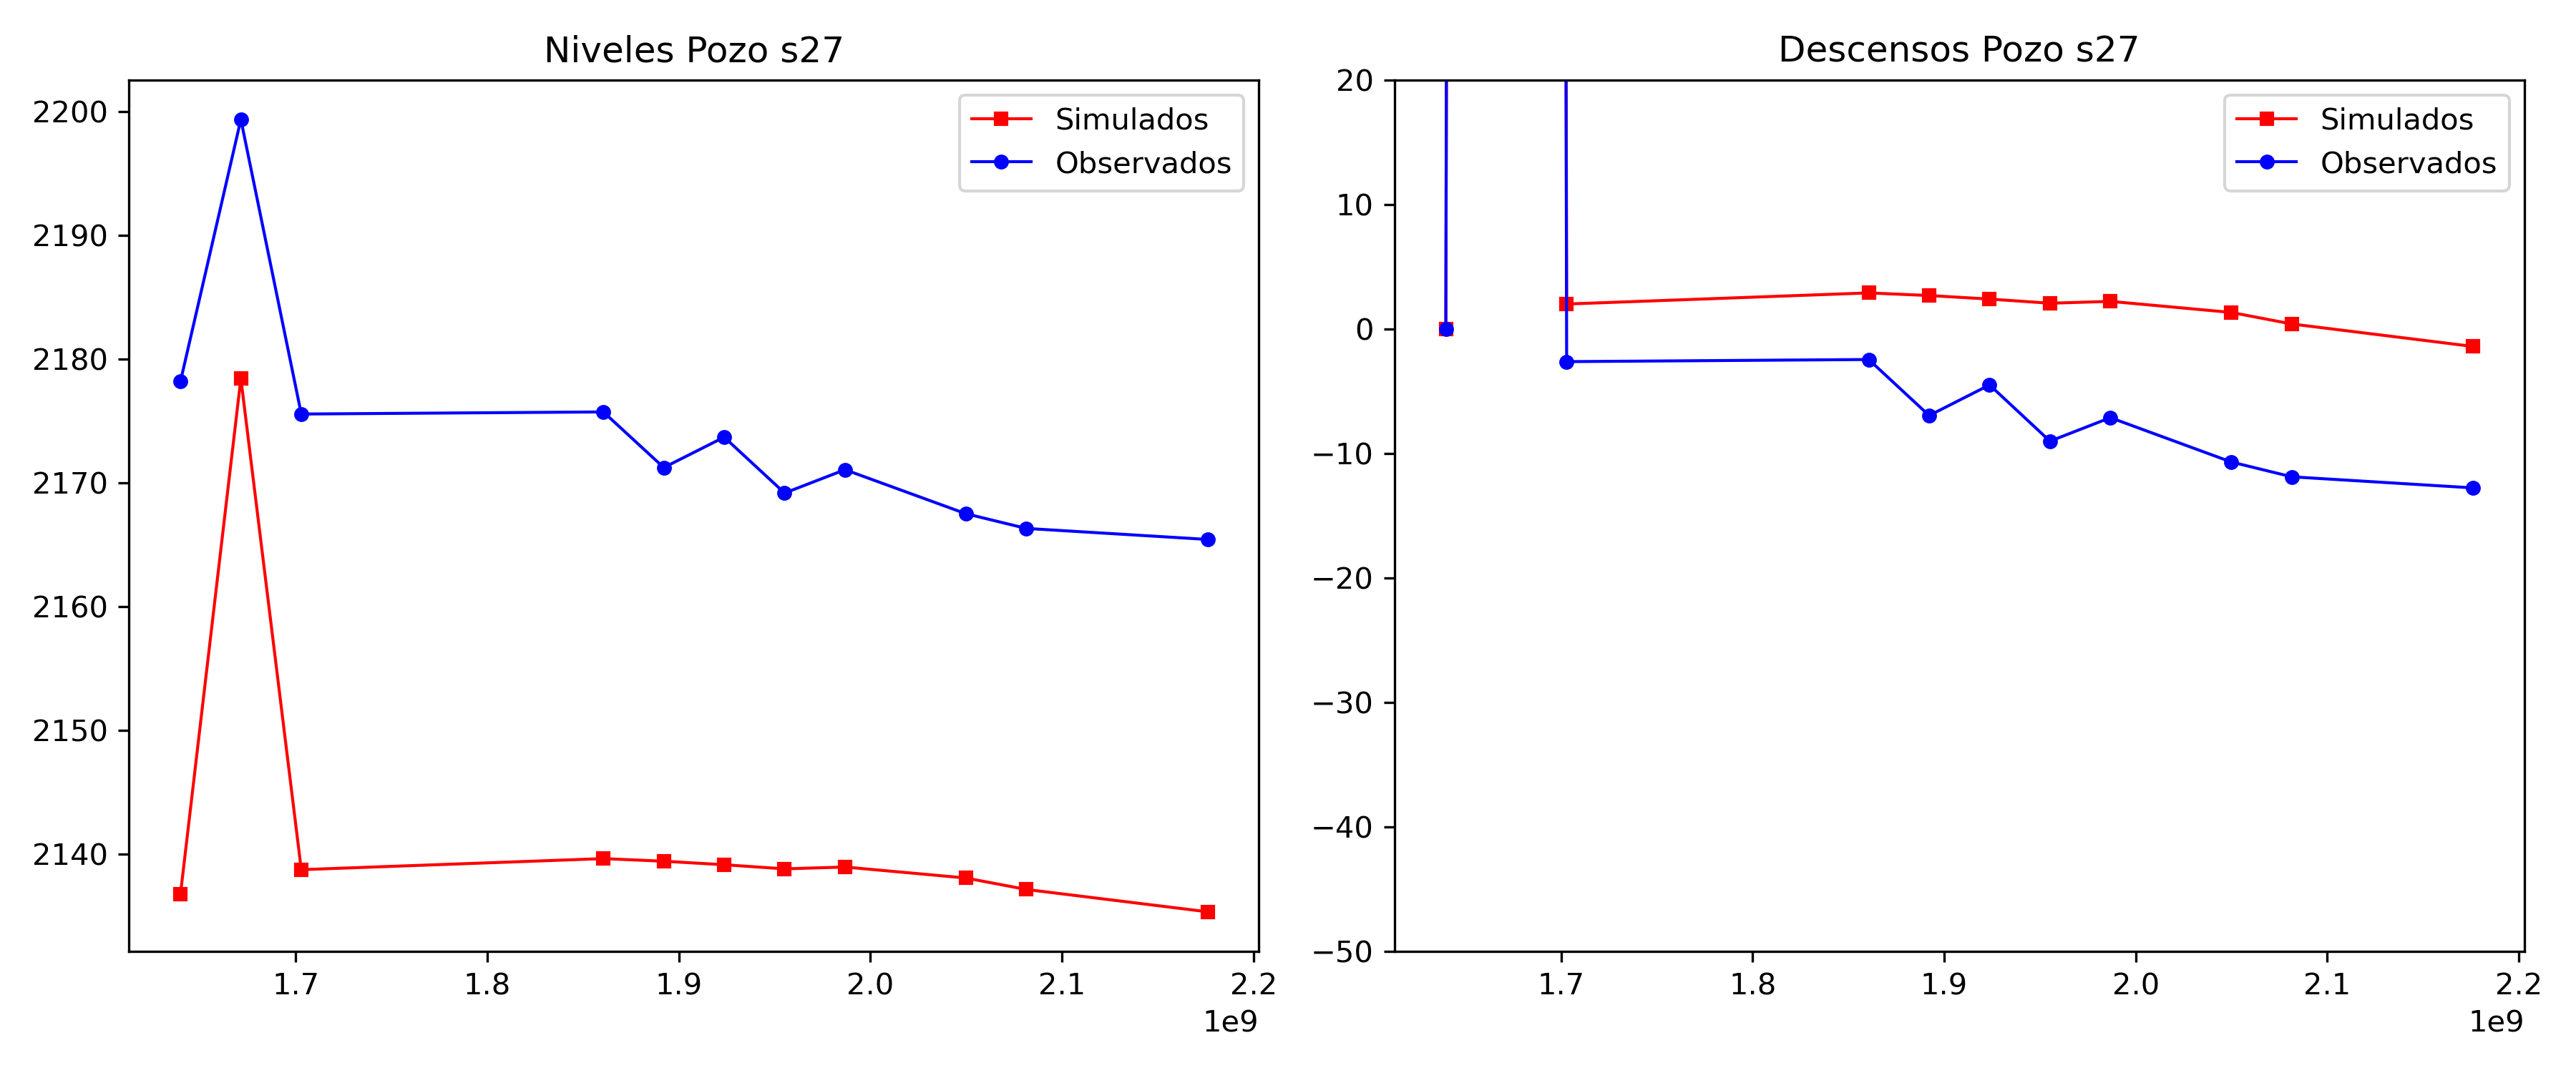 Niveles Pozo s27
Simulados
Observados
2200
2190
2180
2170
2160
2150
2140
1.7 1.8 1.9 2.0 2.1 2.2
1e9
Descensos Pozo s27
Simulados
Observados
20
10
0
−10
−20
−30
−40
−50
1.7 1.8 1.9 2.0 2.1 2.2
1e9